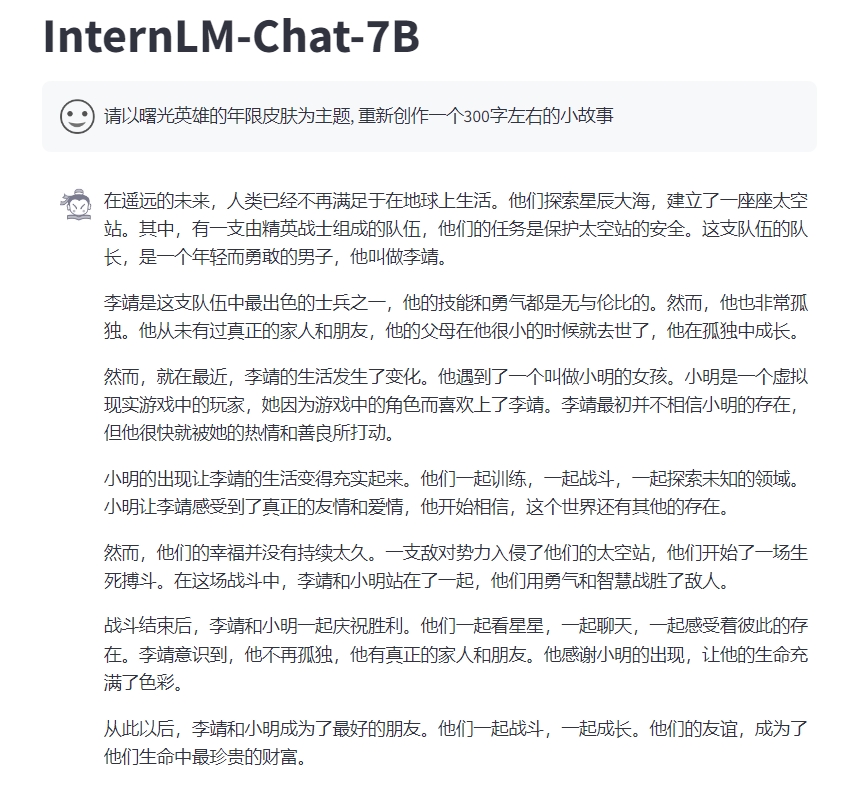 InternLM-Chat-7B
请以曙光英雄的年限皮肤为主题, 重新创作一个300字左右的小故事
在遥远的未来，人类已经不再满足于在地球上生活。他们探索星辰大海，建立了一座座太空
站。其中，有一支由精英战士组成的队伍，他们的任务是保护太空站的安全。这支队伍的队
长，是一个年轻而勇敢的男子，他叫做李靖。
李靖是这支队伍中最出色的士兵之一，他的技能和勇气都是无与伦比的。然而，他也非常孤
独。他从未有过真正的家人和朋友，他的父母在他很小的时候就去世了，他在孤独中成长。
然而，就在最近，李靖的生活发生了变化。他遇到了一个叫做小明的女孩。小明是一个虚拟
现实游戏中的玩家，她因为游戏中的角色而喜欢上了李靖。李靖最初并不相信小明的存在，
但他很快就被她的热情和善良所打动。
小明的出现让李靖的生活变得充实起来。他们一起训练，一起战斗，一起探索未知的领域。
小明让李靖感受到了真正的友情和爱情，他开始相信，这个世界还有其他的存在。
然而，他们的幸福并没有持续太久。一支敌对势力入侵了他们的太空站，他们开始了一场生
死搏斗。在这场战斗中，李靖和小明站在了一起，他们用勇气和智慧战胜了敌人。
战斗结束后，李靖和小明一起庆祝胜利。他们一起看星星，一起聊天，一起感受着彼此的存
在。李靖意识到，他不再孤独，他有真正的家人和朋友。他感谢小明的出现，让他的生命充
满了色彩。
从此以后，李靖和小明成为了最好的朋友。他们一起战斗，一起成长。他们的友谊，成为了
他们生命中最珍贵的财富。